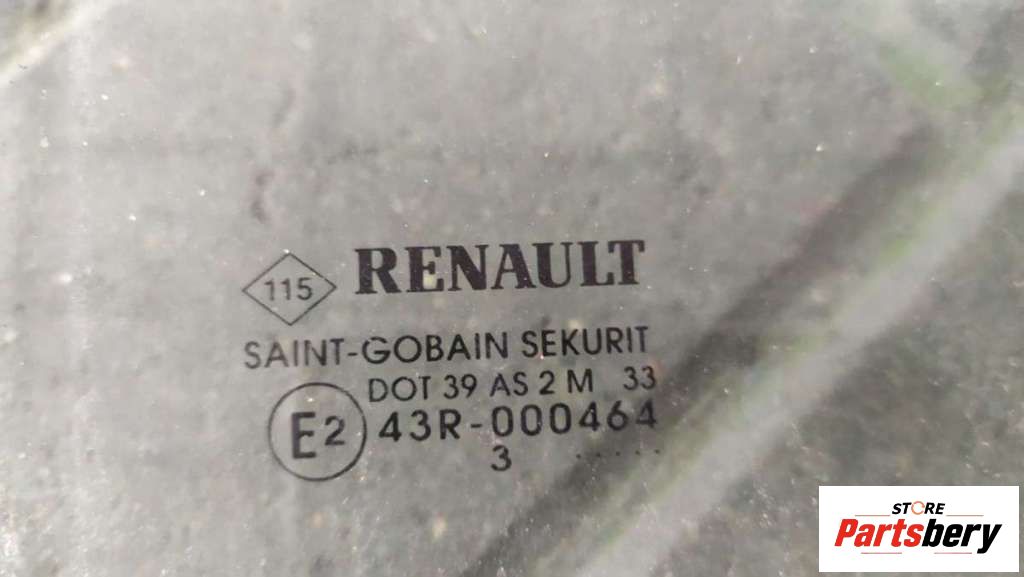 115 RENAULT
SAINT-GOBAIN SEKURIT
DOT 39 AS 2 M 33
E2 43R-000464
3 .....
STORE
Partsbery